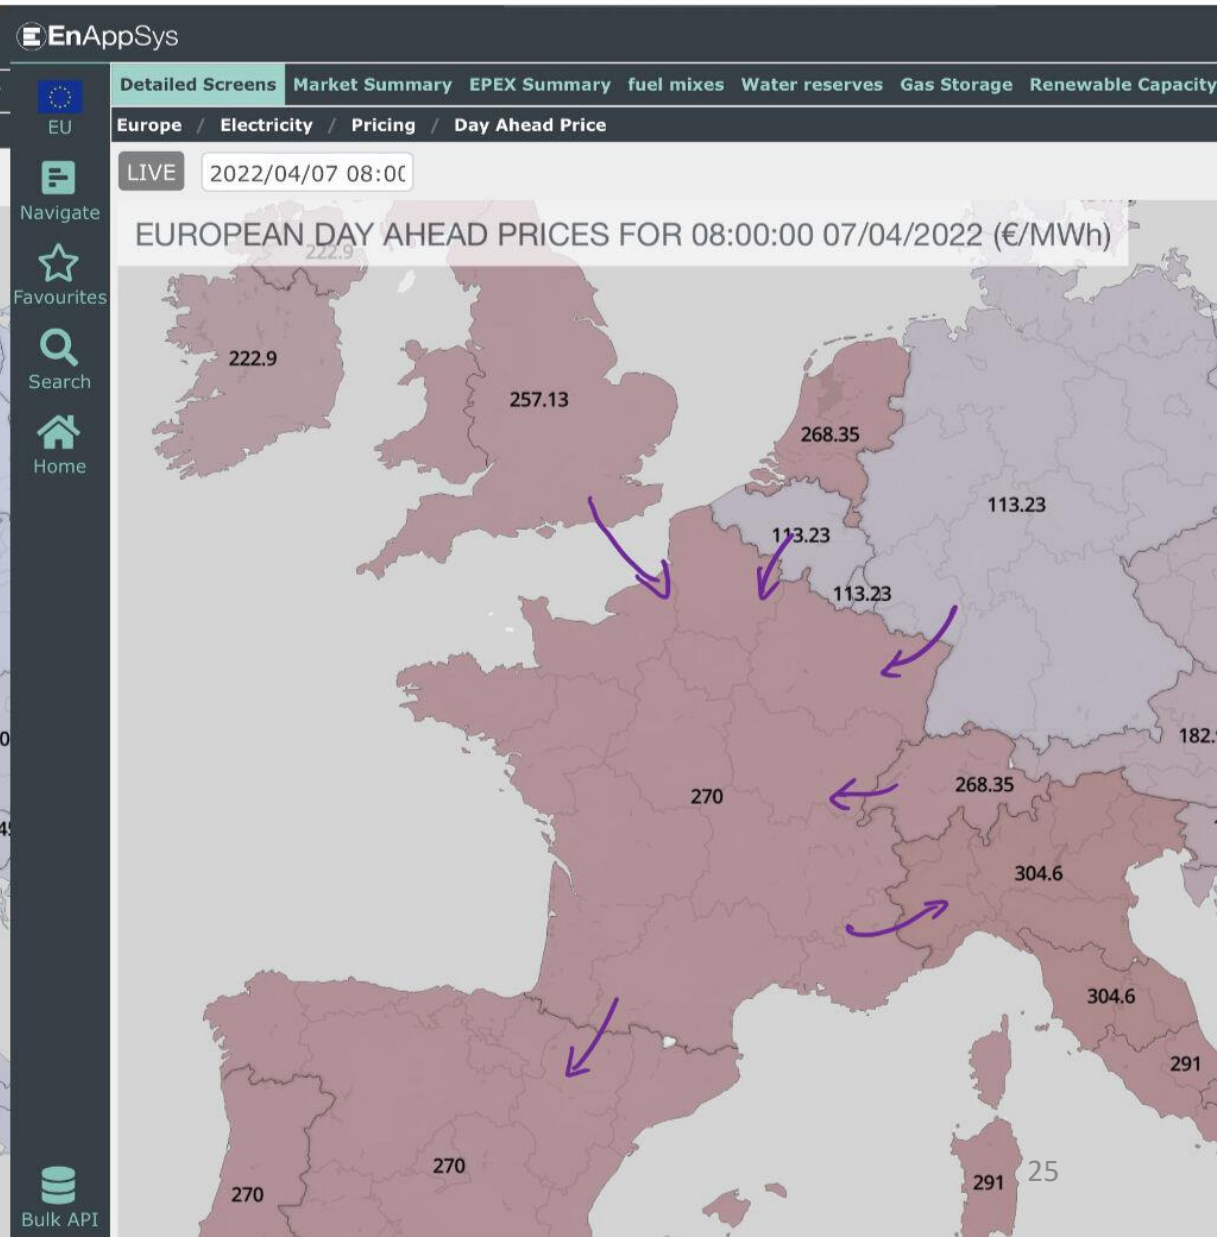 EnAppSys
Detailed Screens Market Summary EPEX Summary fuel mixes Water reserves Gas Storage Renewable Capacity
EU
Europe / Electricity / Pricing / Day Ahead Price
LIVE 2022/04/07 08:00
Navigate
EUROPEAN DAY AHEAD PRICES FOR 08:00:00 07/04/2022 (€/MWh)
222.9
Favourites
222.9
Search
257.13
268.35
Home
113.23
113.23
113.23
182.
268.35
270
304.6
304.6
291
270
25
291
270
Bulk API